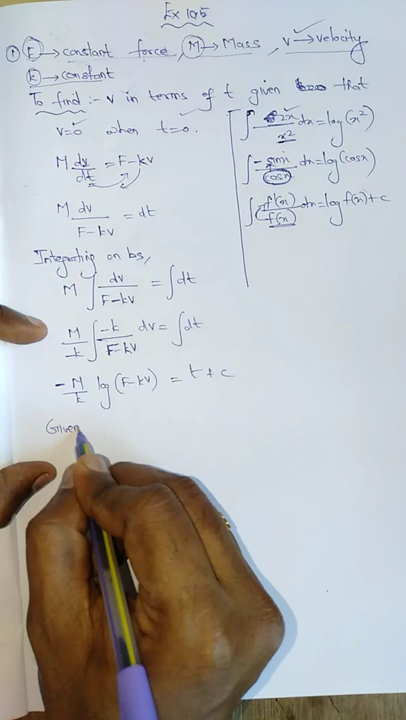 Ex 10.5
① F → constant force, M → Mass, V → velocity
k → constant
To find :- V in terms of t given that
V=0 when t=0.
M dv/dt = F-kV
M dv/F-kV = dt
Integrating on bs,
M ∫ dv/F-kV = ∫dt
M/k ∫ -k/F-kV dv = ∫dt
-M/k log(F-kV) = t+c
Given
∫ 2x/x² dx = log(x²)
∫ -sinx/cosx dx = log(cosx)
∫ f'(x)/f(x) dx = log f(x)+c